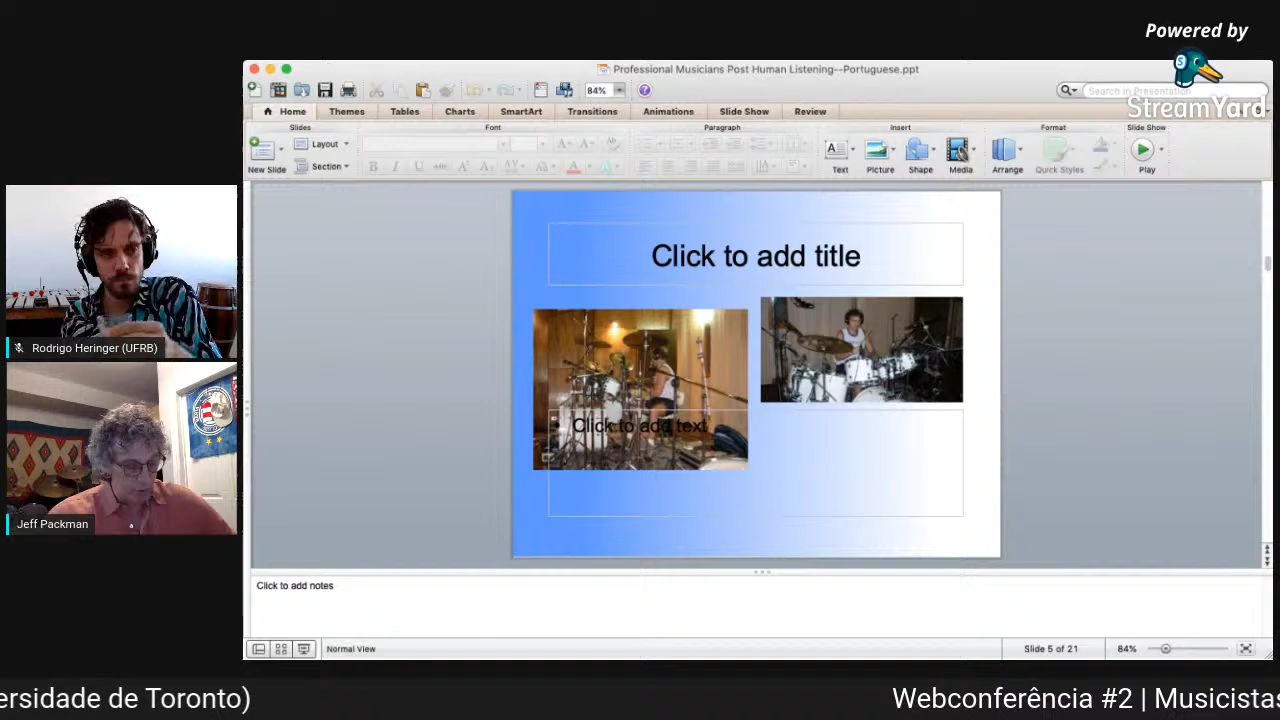 Powered by
StreamYard
Professional Musicians Post Human Listening--Portuguese.ppt
84%
Search in Presentation
Home Themes Tables Charts SmartArt Transitions Animations Slide Show Review
Slides Font Paragraph Insert Format Slide Show
New Slide
Layout
Section
Text Picture Shape Media Arrange Quick Styles Play
Click to add title
Click to add text
Rodrigo Heringer (UFRB)
Jeff Packman
Click to add notes
Normal View Slide 5 of 21 84%
ersidade de Toronto) Webconferência #2 | Musicistas